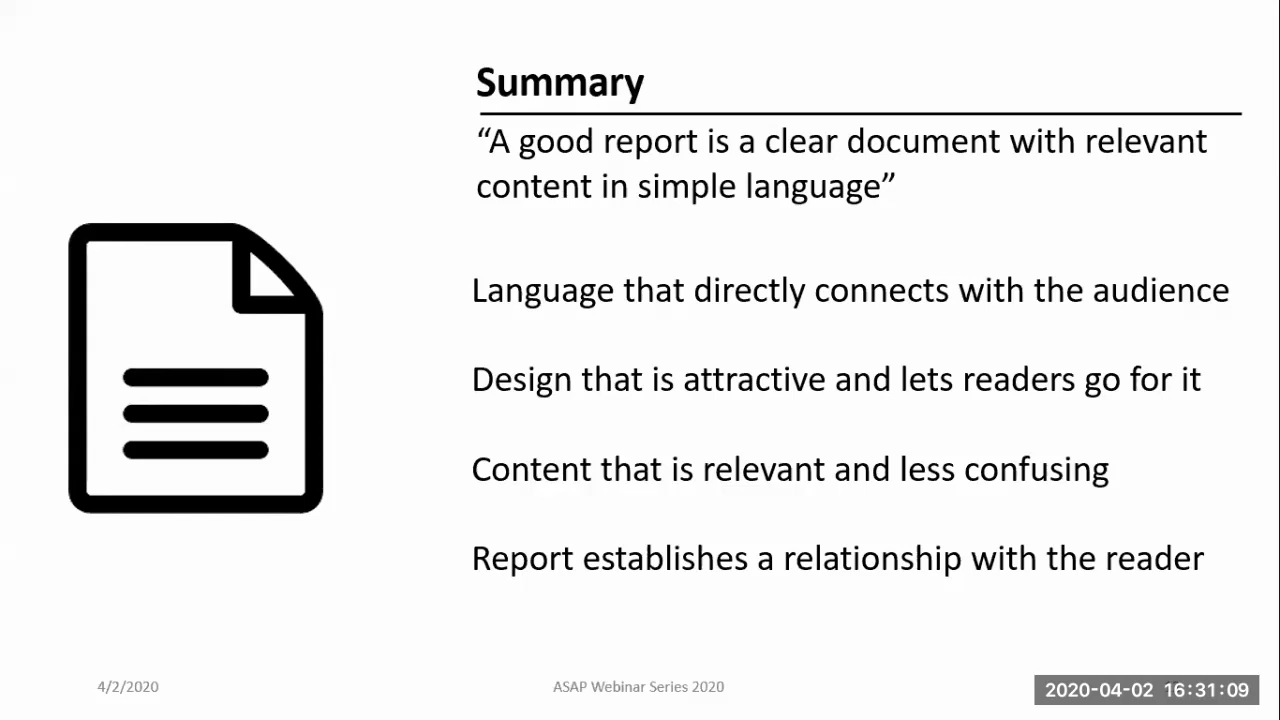 Summary
“A good report is a clear document with relevant
content in simple language”
Language that directly connects with the audience
Design that is attractive and lets readers go for it
Content that is relevant and less confusing
Report establishes a relationship with the reader
4/2/2020
ASAP Webinar Series 2020
2020-04-02 16:31:09